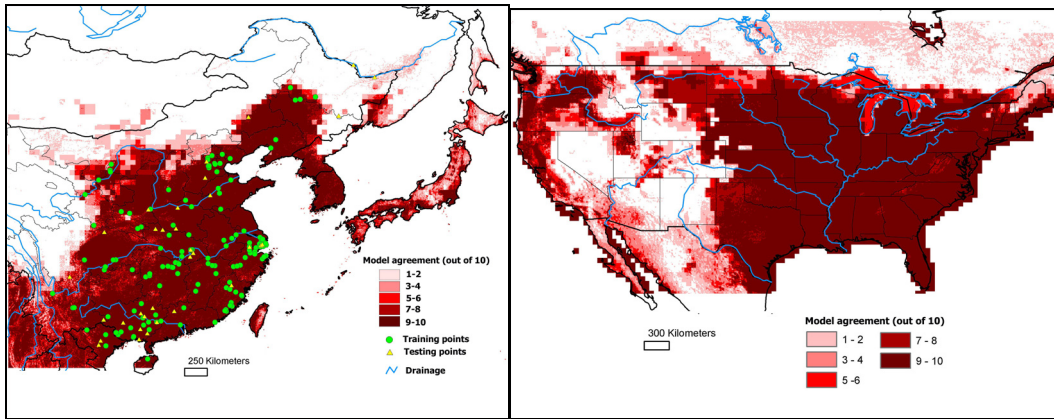 Model agreement (out of 10)
1-2
3-4
5-6
7-8
9-10
Training points
Testing points
Drainage
250 Kilometers
300 Kilometers
Model agreement (out of 10)
1 - 2
3 - 4
5 -6
7 - 8
9 - 10